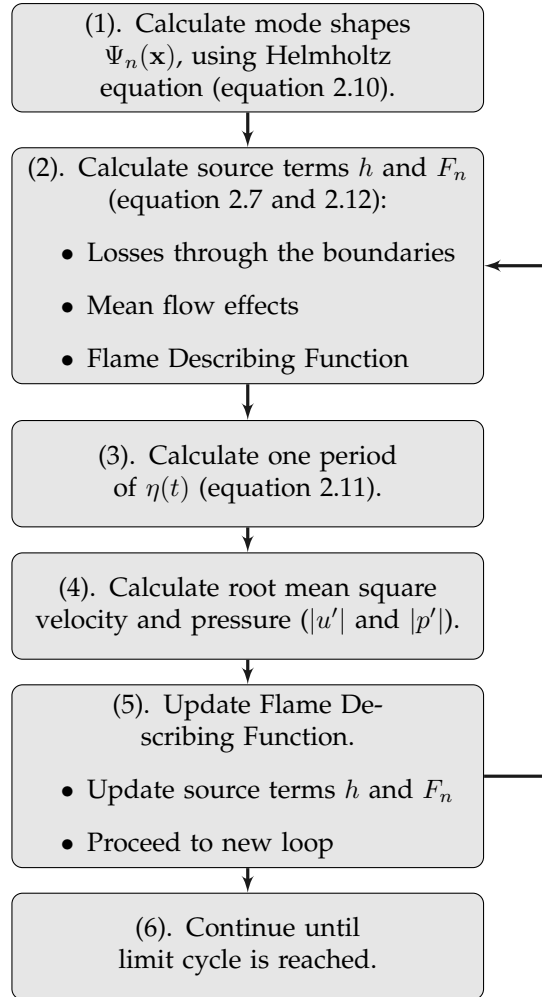 (1). Calculate mode shapes
Ψₙ(𝐱), using Helmholtz
equation (equation 2.10).
(2). Calculate source terms h and Fₙ
(equation 2.7 and 2.12):
• Losses through the boundaries
• Mean flow effects
• Flame Describing Function
(3). Calculate one period
of η(t) (equation 2.11).
(4). Calculate root mean square
velocity and pressure (|u′| and |p′|).
(5). Update Flame De-
scribing Function.
• Update source terms h and Fₙ
• Proceed to new loop
(6). Continue until
limit cycle is reached.